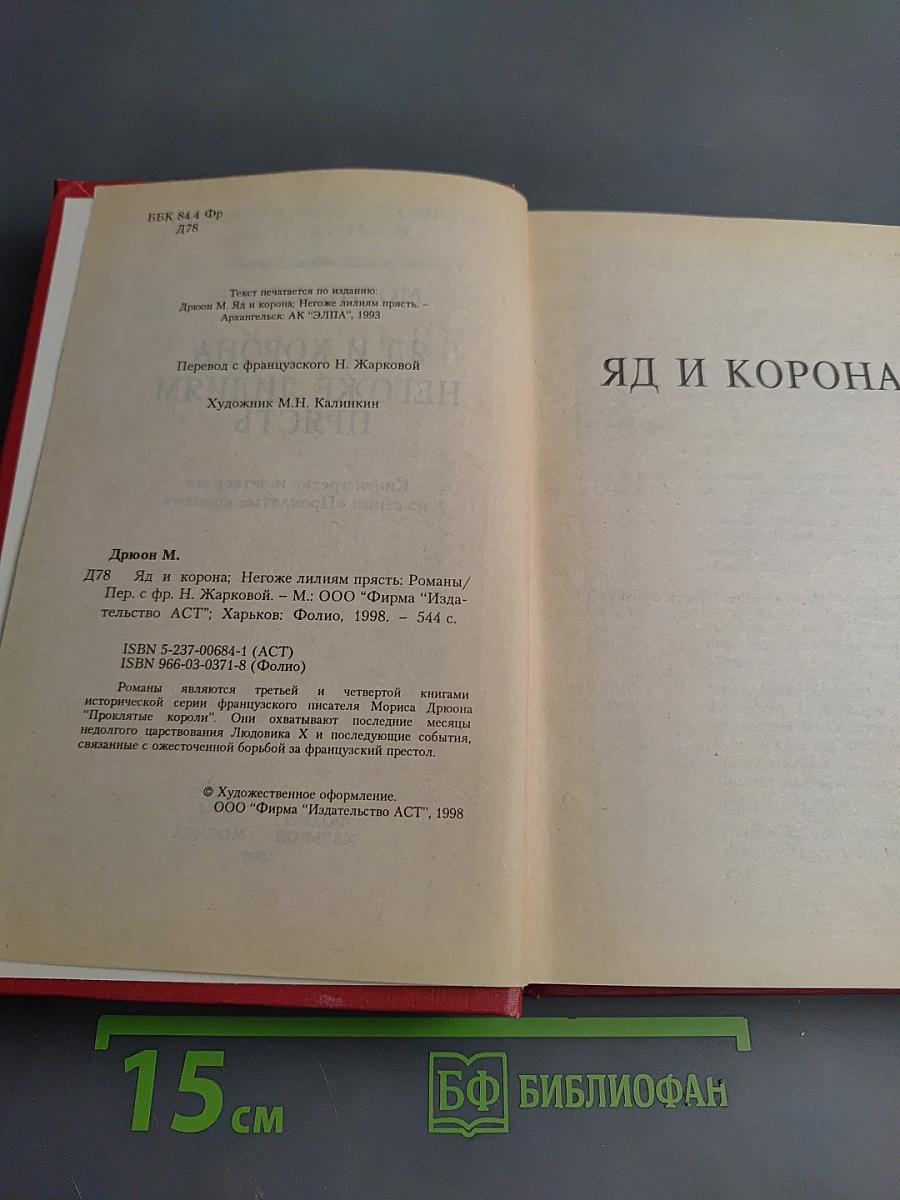 ББК 84.4 Фр
Д78
Текст печатается по изданию:
Дрюон М. Яд и корона; Негоже лилиям прясть. –
Архангельск: АК "ЭЛПА", 1993
Перевод с французского Н. Жарковой
Художник М.Н. Калинкин
Дрюон М.
Д78 Яд и корона; Негоже лилиям прясть: Романы/
Пер. с фр. Н. Жарковой. – М.: ООО "Фирма "Изда-
тельство АСТ"; Харьков: Фолио, 1998. – 544 с.
ISBN 5-237-00684-1 (АСТ)
ISBN 966-03-0371-8 (Фолио)
Романы являются третьей и четвертой книгами
исторической серии французского писателя Мориса Дрюона
"Проклятые короли". Они охватывают последние месяцы
недолгого царствования Людовика X и последующие события,
связанные с ожесточенной борьбой за французский престол.
© Художественное оформление.
ООО "Фирма "Издательство АСТ", 1998
ЯД И КОРОНА
15 см
БФ БИБЛИОФАН